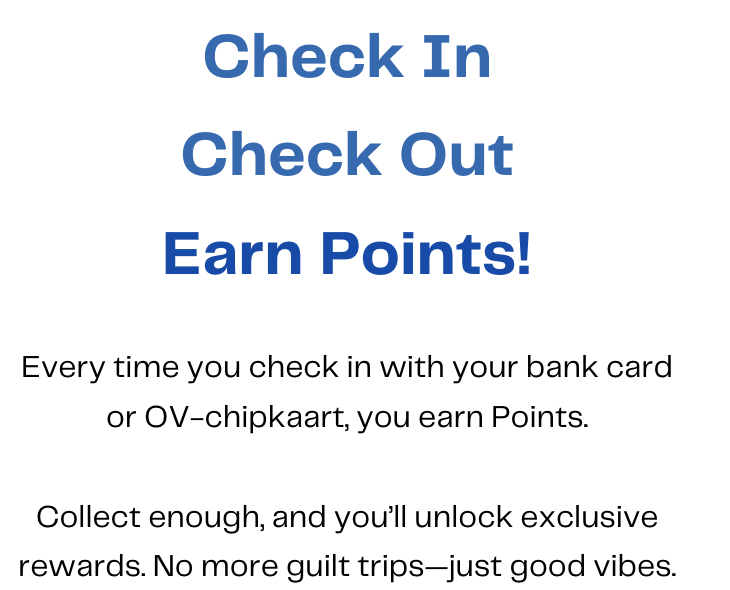 Check In
Check Out
Earn Points!
Every time you check in with your bank card
or OV-chipkaart, you earn Points.
Collect enough, and you’ll unlock exclusive
rewards. No more guilt trips—just good vibes.